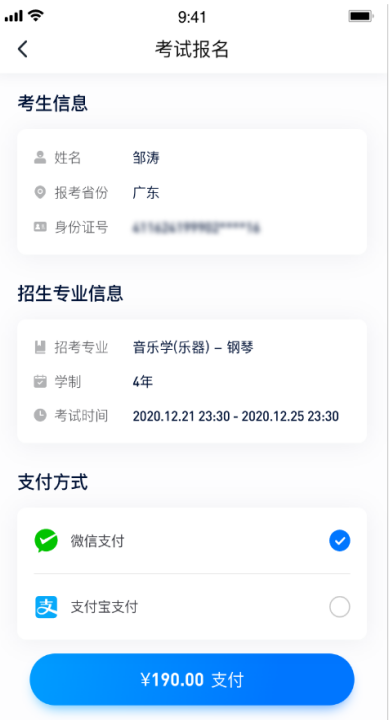 9:41
考试报名
考生信息
姓名 邹涛
报考省份 广东
身份证号
招生专业信息
招考专业 音乐学(乐器) – 钢琴
学制 4年
考试时间 2020.12.21 23:30 - 2020.12.25 23:30
支付方式
微信支付
支 支付宝支付
¥190.00 支付